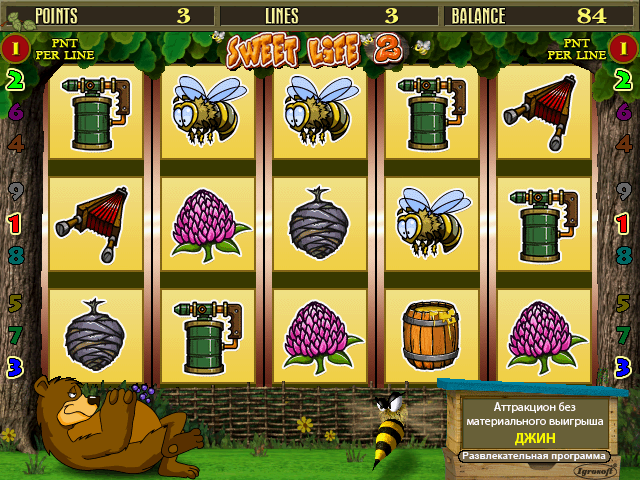 POINTS 3 LINES 3 BALANCE 84
1 PNT PER LINE SWEET LIFE 2 PNT PER LINE 1
2 2
6 6
4 4
9 9
1 1
8 8
5 5
7 7
3 3
Аттракцион без
материального выигрыша
ДЖИН
Развлекательная программа
Igrosoft